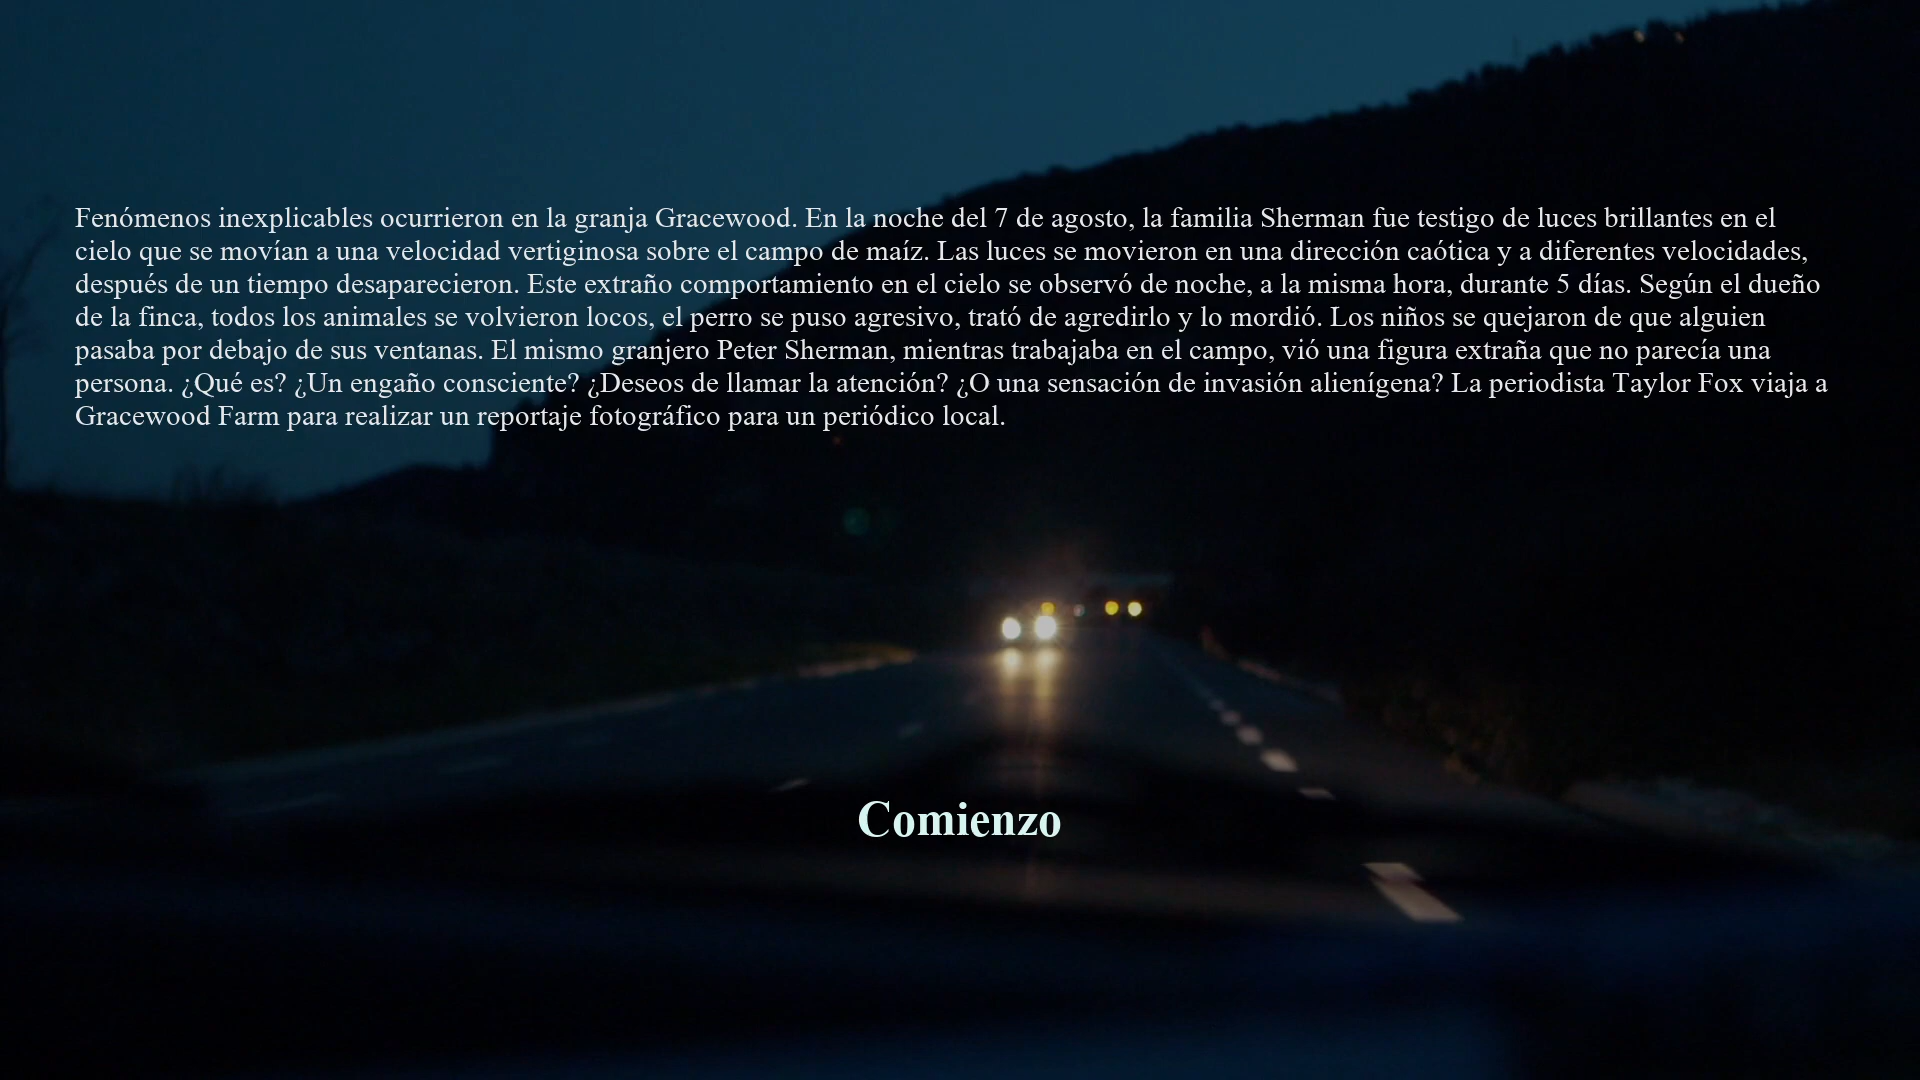 Fenómenos inexplicables ocurrieron en la granja Gracewood. En la noche del 7 de agosto, la familia Sherman fue testigo de luces brillantes en el
cielo que se movían a una velocidad vertiginosa sobre el campo de maíz. Las luces se movieron en una dirección caótica y a diferentes velocidades,
después de un tiempo desaparecieron. Este extraño comportamiento en el cielo se observó de noche, a la misma hora, durante 5 días. Según el dueño
de la finca, todos los animales se volvieron locos, el perro se puso agresivo, trató de agredirlo y lo mordió. Los niños se quejaron de que alguien
pasaba por debajo de sus ventanas. El mismo granjero Peter Sherman, mientras trabajaba en el campo, vió una figura extraña que no parecía una
persona. ¿Qué es? ¿Un engaño consciente? ¿Deseos de llamar la atención? ¿O una sensación de invasión alienígena? La periodista Taylor Fox viaja a
Gracewood Farm para realizar un reportaje fotográfico para un periódico local.
Comienzo